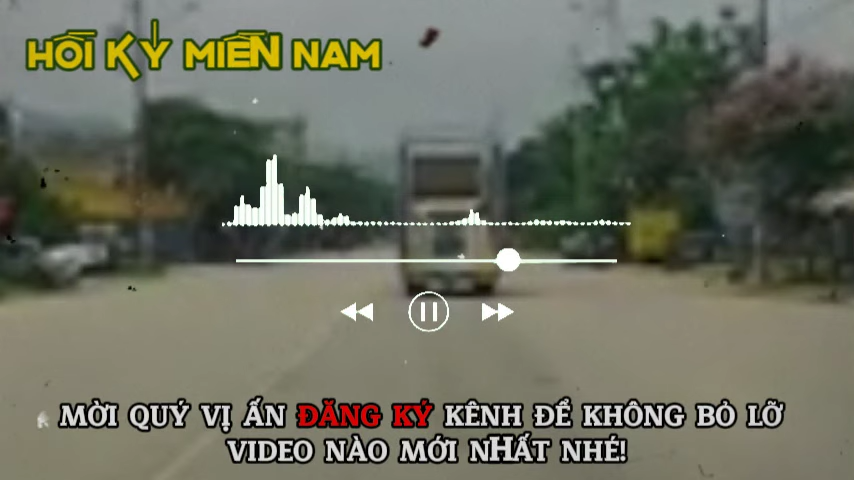 HỒI KÝ MIỀN NAM
MỜI QUÝ VỊ ẤN ĐĂNG KÝ KÊNH ĐỂ KHÔNG BỎ LỠ
VIDEO NÀO MỚI NHẤT NHÉ!